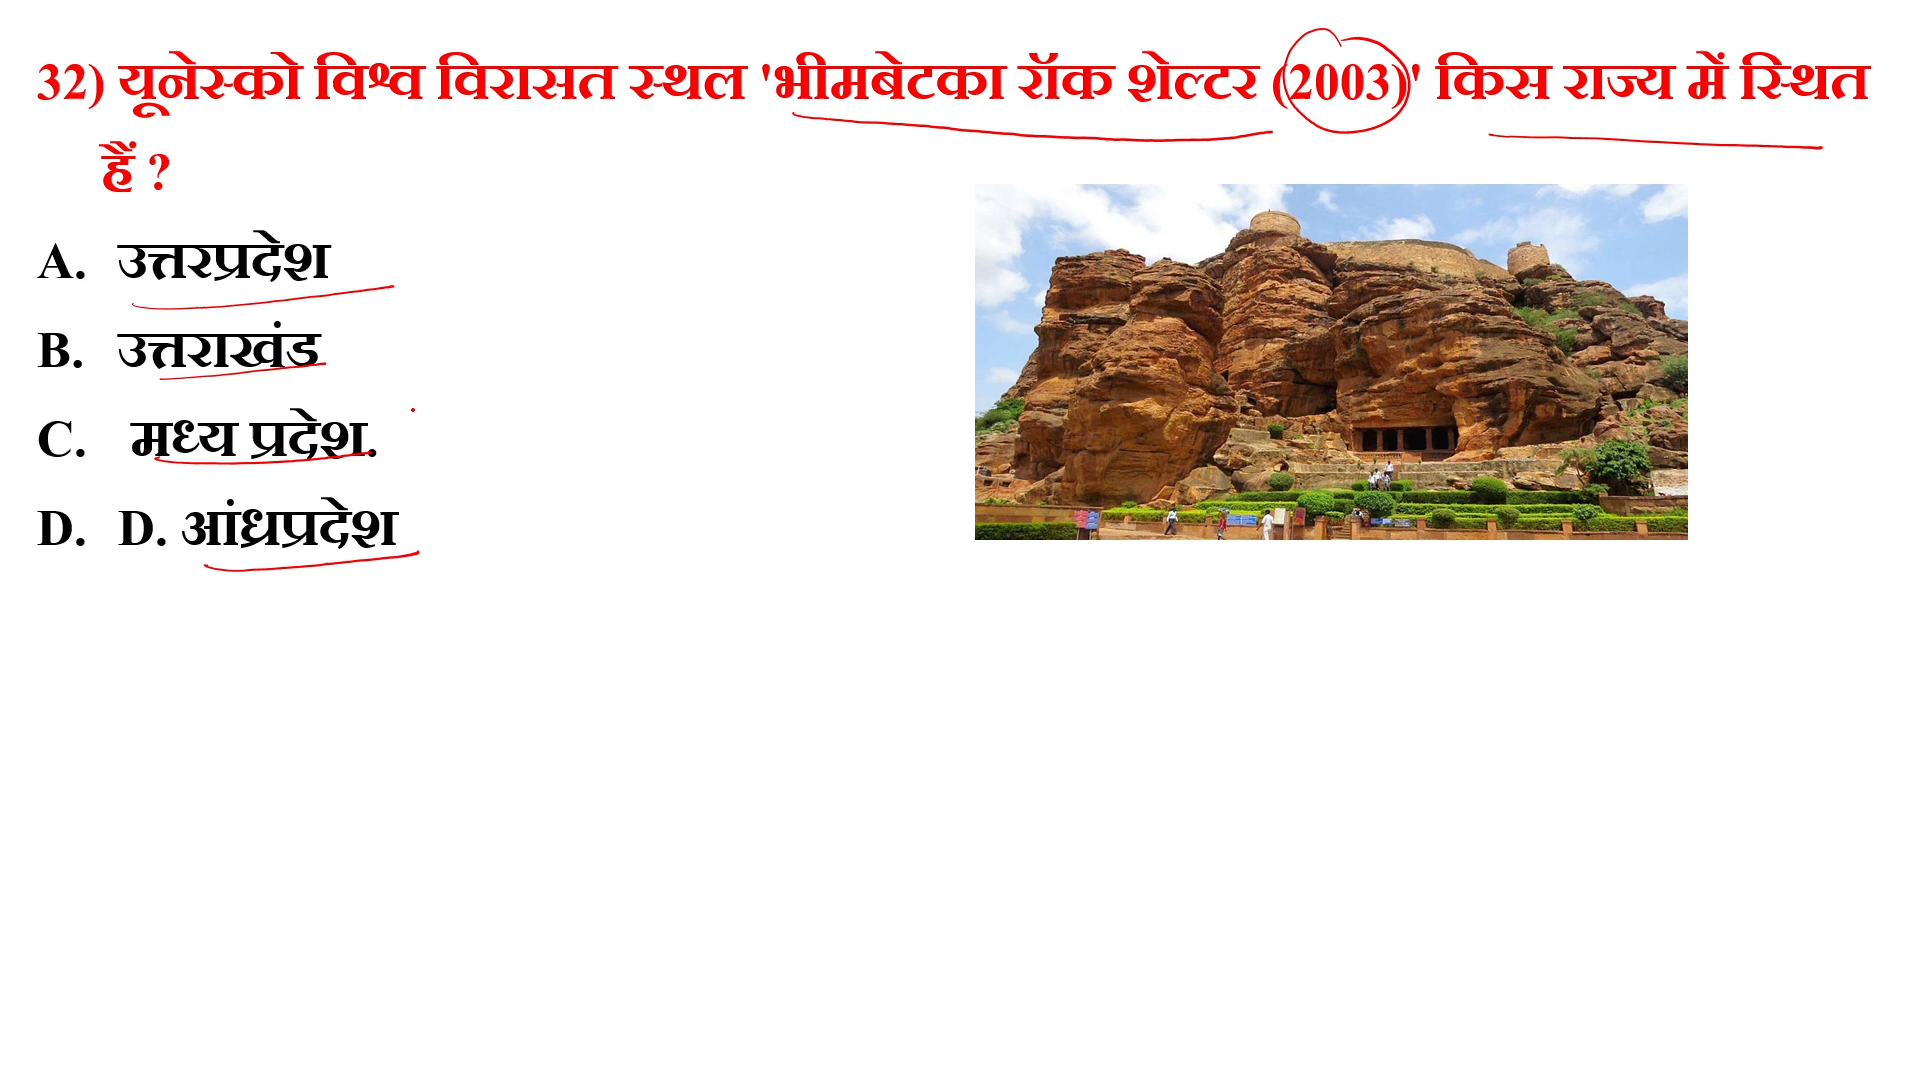 32) यूनेस्को विश्व विरासत स्थल 'भीमबेटका रॉक शेल्टर (2003)' किस राज्य में स्थित
हैं ?
A. उत्तरप्रदेश
B. उत्तराखंड
C. मध्य प्रदेश.
D. D. आंध्रप्रदेश